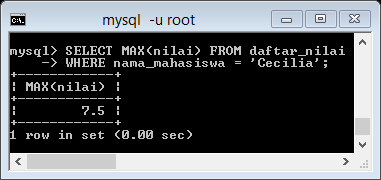 mysql -u root
mysql> SELECT MAX(nilai) FROM daftar_nilai
    -> WHERE nama_mahasiswa = 'Cecilia';
+------------+
| MAX(nilai) |
+------------+
|        7.5 |
+------------+
1 row in set (0.00 sec)